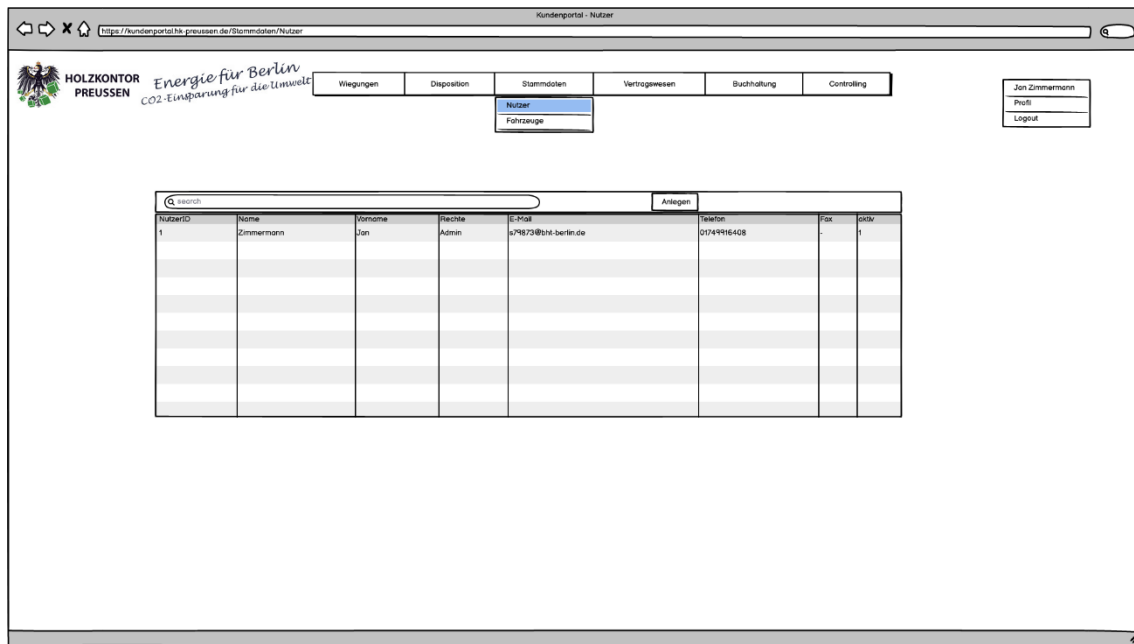 Kundenportal - Nutzer
https://kundenportal.hk-preussen.de/Stammdaten/Nutzer
HOLZKONTOR
PREUSSEN
Energie für Berlin
CO2-Einsparung für die Umwelt
Wiegungen Disposition Stammdaten Vertragswesen Buchhaltung Controlling
Nutzer
Fahrzeuge
Jan Zimmermann
Profil
Logout
search Anlegen
NutzerID Name Vorname Rechte E-Mail Telefon Fax aktiv
1 Zimmermann Jan Admin s79873@bht-berlin.de 01749916408 - 1